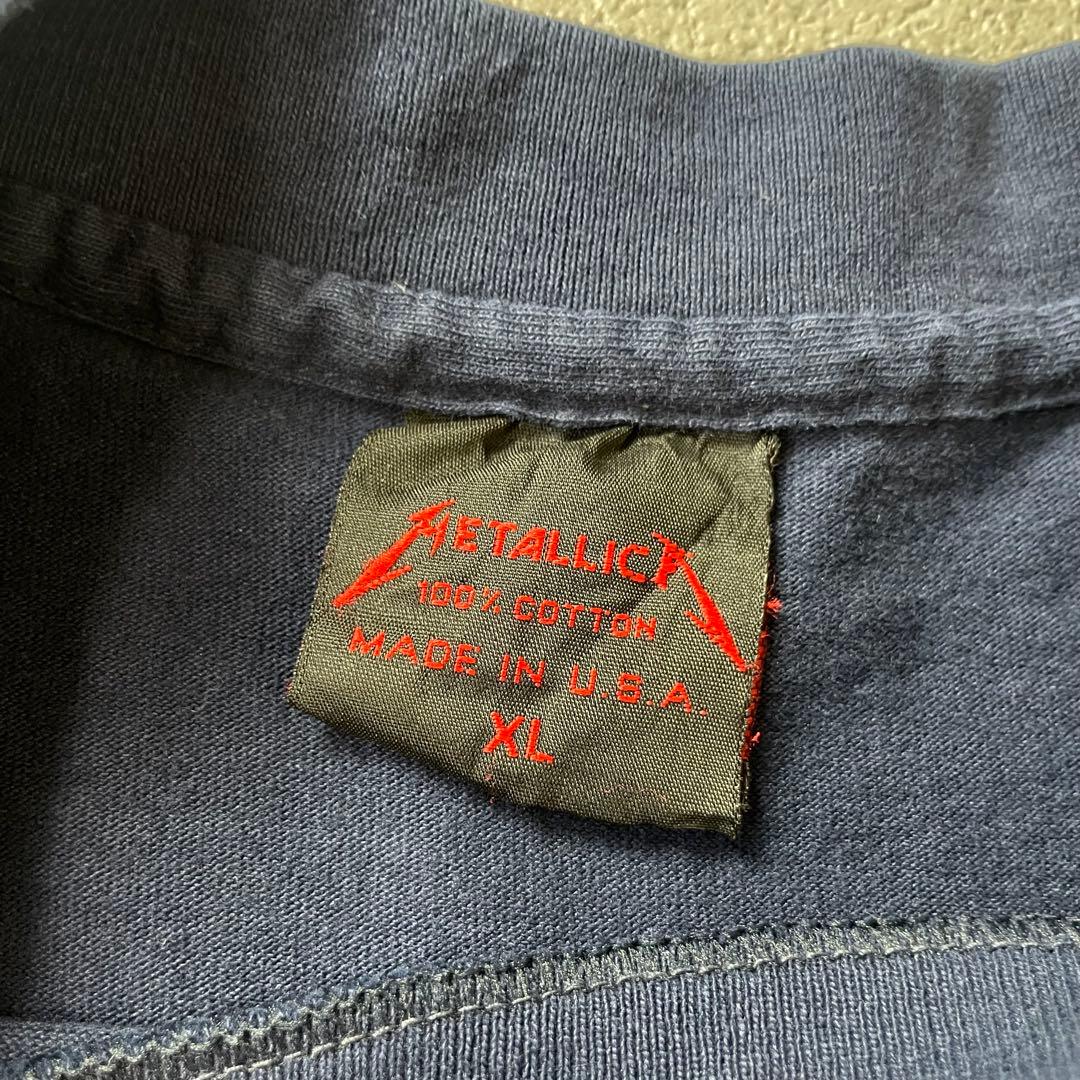 METALLICA
100% COTTON
MADE IN U.S.A.
XL